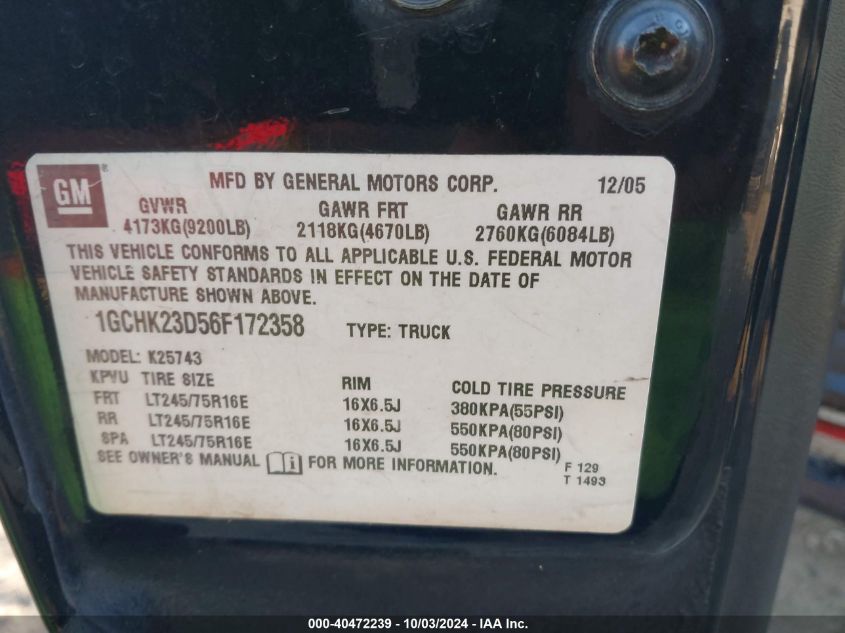 GM®
MFD BY GENERAL MOTORS CORP. 12/05
GVWR GAWR FRT GAWR RR
4173KG(9200LB) 2118KG(4670LB) 2760KG(6084LB)
THIS VEHICLE CONFORMS TO ALL APPLICABLE U.S. FEDERAL MOTOR
VEHICLE SAFETY STANDARDS IN EFFECT ON THE DATE OF
MANUFACTURE SHOWN ABOVE.
1GCHK23D56F172358 TYPE: TRUCK
MODEL: K25743
KPVU TIRE SIZE RIM COLD TIRE PRESSURE
FRT LT245/75R16E 16X6.5J 380KPA(55PSI)
RR LT245/75R16E 16X6.5J 550KPA(80PSI)
SPA LT245/75R16E 16X6.5J 550KPA(80PSI)
SEE OWNER'S MANUAL i FOR MORE INFORMATION.
F 129
T 1493
000-40472239 - 10/03/2024 - IAA Inc.